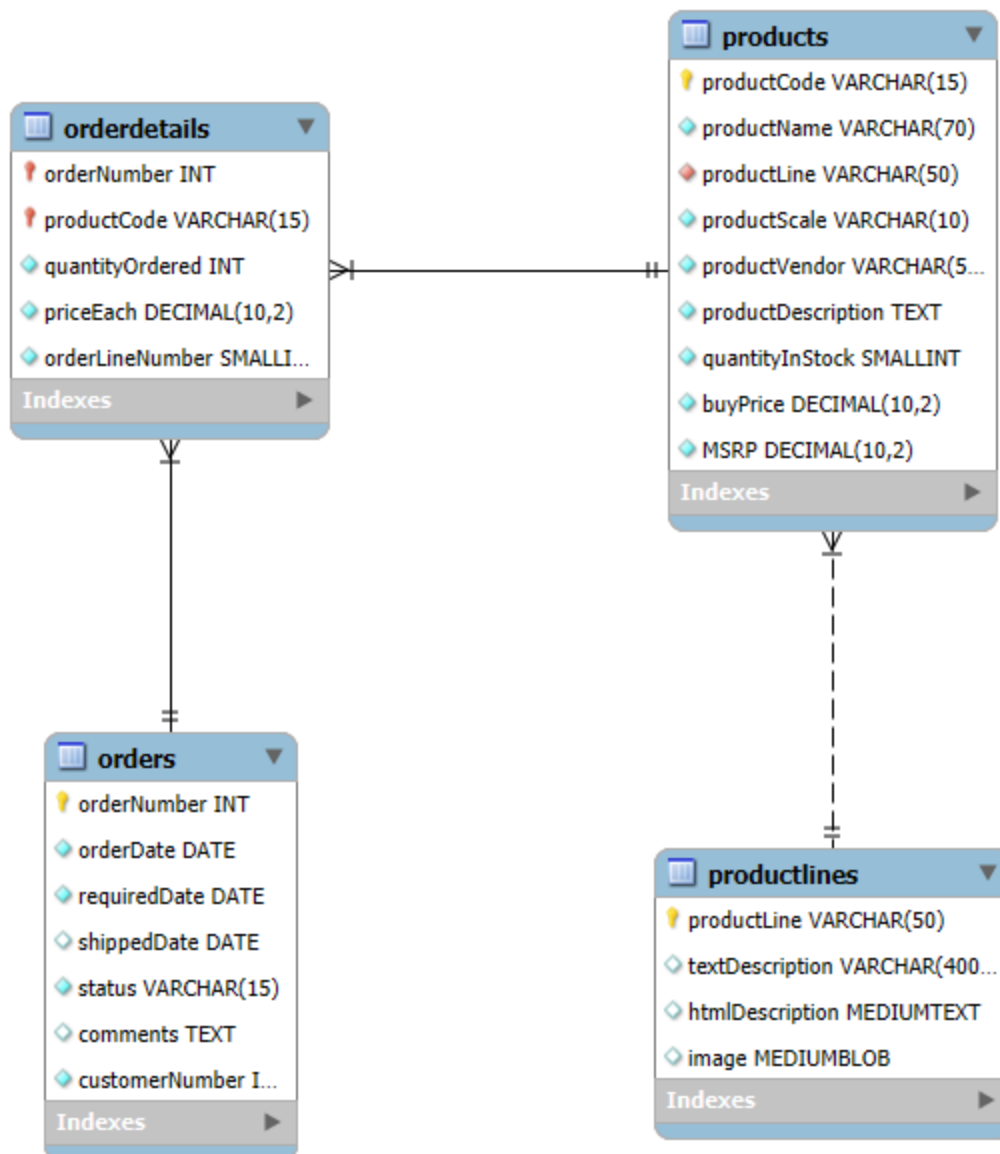 products
productCode VARCHAR(15)
productName VARCHAR(70)
productLine VARCHAR(50)
productScale VARCHAR(10)
productVendor VARCHAR(5...
productDescription TEXT
quantityInStock SMALLINT
buyPrice DECIMAL(10,2)
MSRP DECIMAL(10,2)
Indexes
orderdetails
orderNumber INT
productCode VARCHAR(15)
quantityOrdered INT
priceEach DECIMAL(10,2)
orderLineNumber SMALLI...
Indexes
orders
orderNumber INT
orderDate DATE
requiredDate DATE
shippedDate DATE
status VARCHAR(15)
comments TEXT
customerNumber I...
Indexes
productlines
productLine VARCHAR(50)
textDescription VARCHAR(400...
htmlDescription MEDIUMTEXT
image MEDIUMBLOB
Indexes